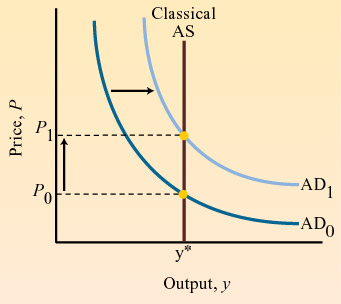 Classical
AS
Price, P
P1
P0
AD1
AD0
y*
Output, y